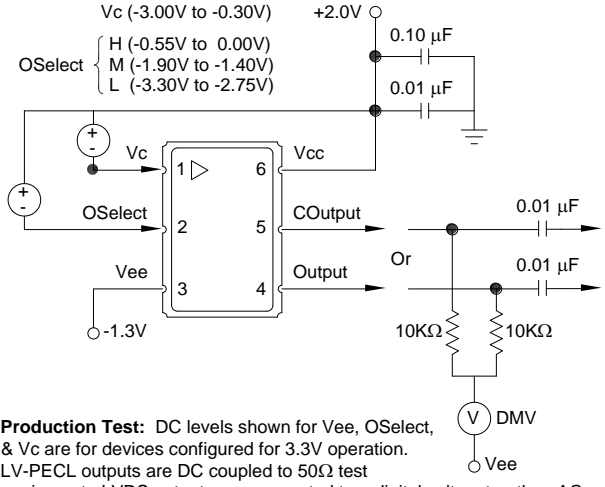 Vc (-3.00V to -0.30V)
+2.0V
0.10 μF
OSelect
H (-0.55V to 0.00V)
M (-1.90V to -1.40V)
L (-3.30V to -2.75V)
0.01 μF
+
-
Vc
1
6
Vcc
+
-
OSelect
2
5
COutput
0.01 μF
Or
Vee
3
4
Output
0.01 μF
-1.3V
10KΩ
10KΩ
V
DMV
Vee
Production Test: DC levels shown for Vee, OSelect,
& Vc are for devices configured for 3.3V operation.
LV-PECL outputs are DC coupled to 50Ω test